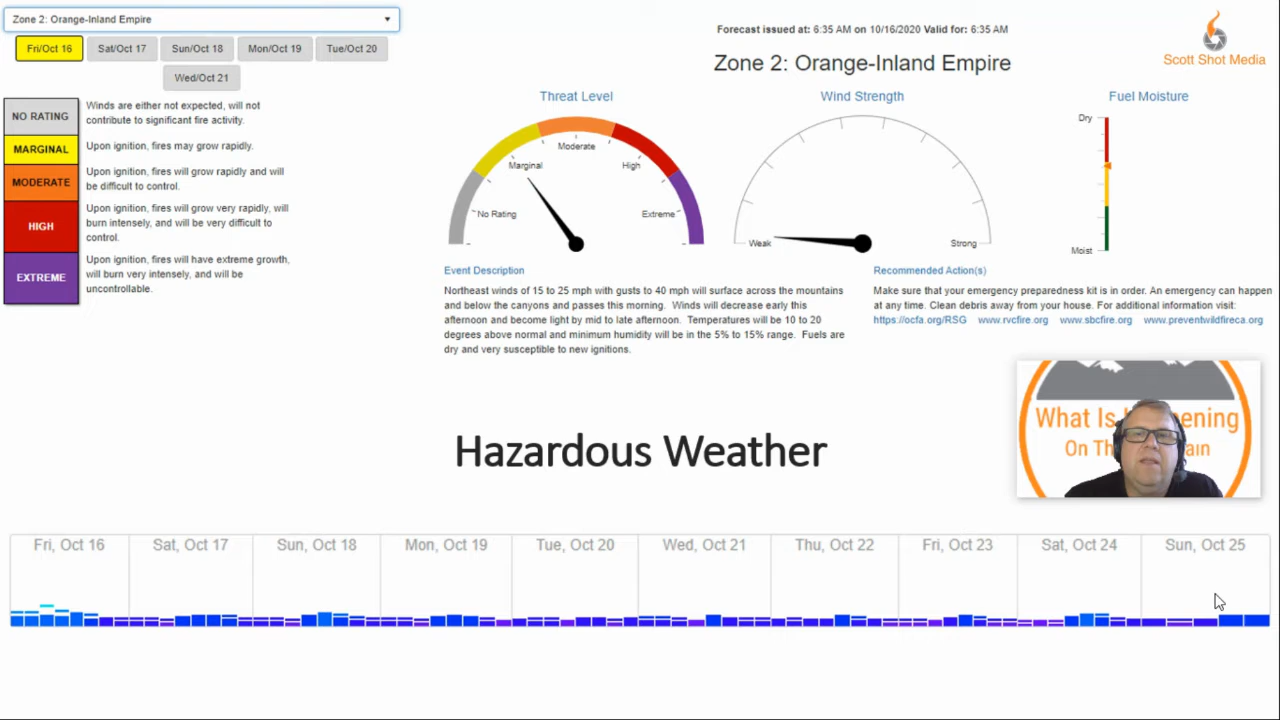 Zone 2: Orange-Inland Empire
Fri/Oct 16
Sat/Oct 17
Sun/Oct 18
Mon/Oct 19
Tue/Oct 20
Wed/Oct 21
NO RATING
Winds are either not expected, will not
contribute to significant fire activity.
MARGINAL
Upon ignition, fires may grow rapidly.
MODERATE
Upon ignition, fires will grow rapidly and will
be difficult to control.
HIGH
Upon ignition, fires will grow very rapidly, will
burn intensely, and will be very difficult to
control.
EXTREME
Upon ignition, fires will have extreme growth,
will burn very intensely, and will be
uncontrollable.
Forecast issued at: 6:35 AM on 10/16/2020 Valid for: 6:35 AM
Zone 2: Orange-Inland Empire
Scott Shot Media
Threat Level
No Rating
Marginal
Moderate
High
Extreme
Wind Strength
Weak
Strong
Fuel Moisture
Dry
Moist
Event Description
Northeast winds of 15 to 25 mph with gusts to 40 mph will surface across the mountains
and below the canyons and passes this morning. Winds will decrease early this
afternoon and become light by mid to late afternoon. Temperatures will be 10 to 20
degrees above normal and minimum humidity will be in the 5% to 15% range. Fuels are
dry and very susceptible to new ignitions.
Recommended Action(s)
Make sure that your emergency preparedness kit is in order. An emergency can happen
at any time. Clean debris away from your house. For additional information visit:
https://ocfa.org/RSG www.rvcfire.org www.sbcfire.org www.preventwildfireca.org
What Is
On
Hazardous Weather
Fri, Oct 16
Sat, Oct 17
Sun, Oct 18
Mon, Oct 19
Tue, Oct 20
Wed, Oct 21
Thu, Oct 22
Fri, Oct 23
Sat, Oct 24
Sun, Oct 25